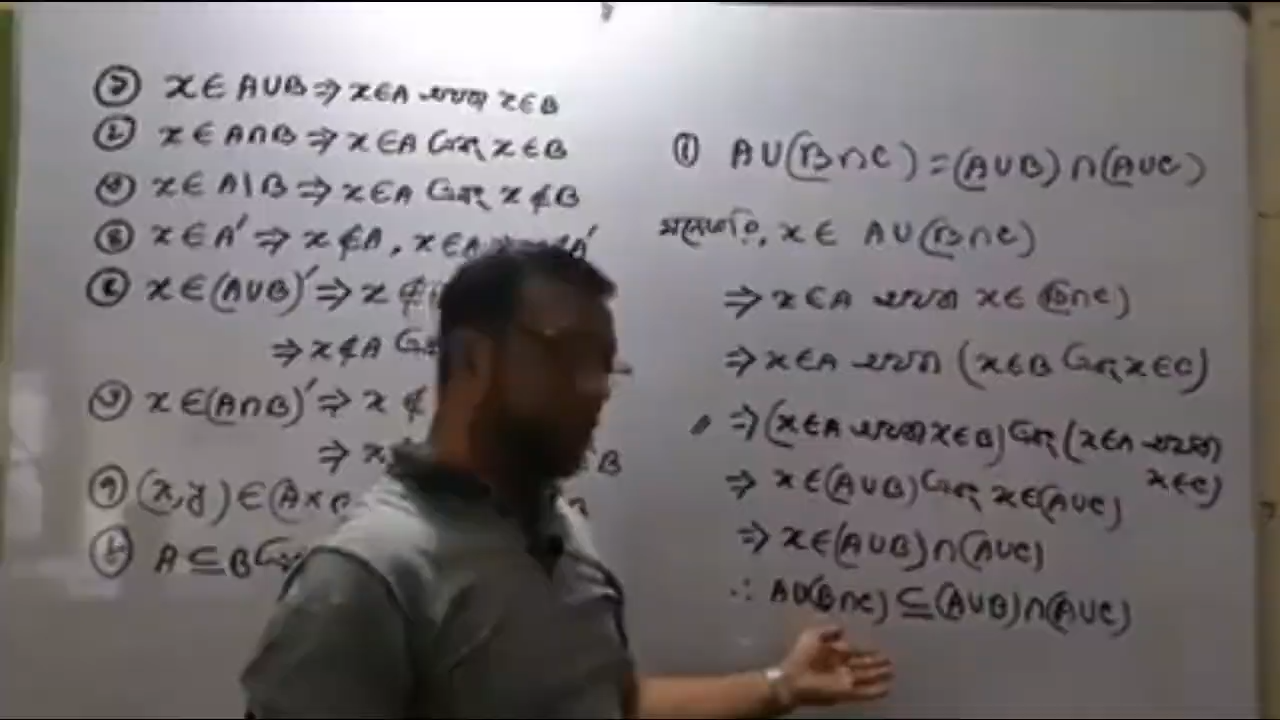 ① x∈A∪B⇒x∈A অথবা x∈B
② x∈A∩B⇒x∈A এবং x∈B
③ x∈A\B⇒x∈A এবং x∉B
④ x∈A′⇒x∉A, x∈A A′
⑤ x∈(A∪B)′⇒x∉
⇒x∉A
⑥ x∈(A∩B)′⇒x∉
⇒x B
⑦ (x,y)∈(A×
⑧ A⊆B
① A∪(B∩C)=(A∪B)∩(A∪C)
মনেকরি, x∈ A∪(B∩C)
⇒x∈A অথবা x∈(B∩C)
⇒x∈A অথবা (x∈B এবং x∈C)
⇒(x∈A অথবা x∈B) এবং (x∈A অথবা
x∈C)
⇒ x∈(A∪B) এবং x∈(A∪C)
⇒ x∈(A∪B)∩(A∪C)
∴ A∪(B∩C)⊆(A∪B)∩(A∪C)